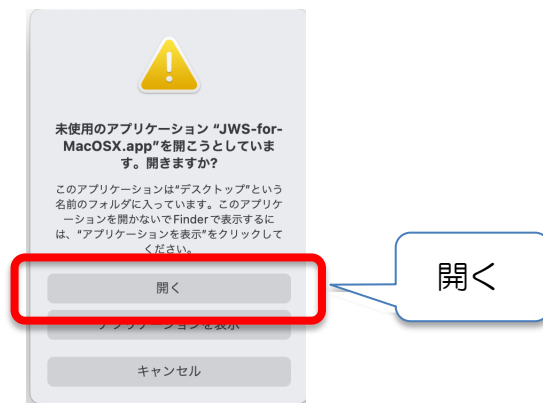 未使用のアプリケーション “JWS-for-
MacOSX.app”を開こうとしていま
す。開きますか?
このアプリケーションは“デスクトップ”という
名前のフォルダに入っています。このアプリケ
ーションを開かないでFinderで表示するに
は、“アプリケーションを表示”をクリックして
ください。
開く
開く
アプリケーションを表示
キャンセル